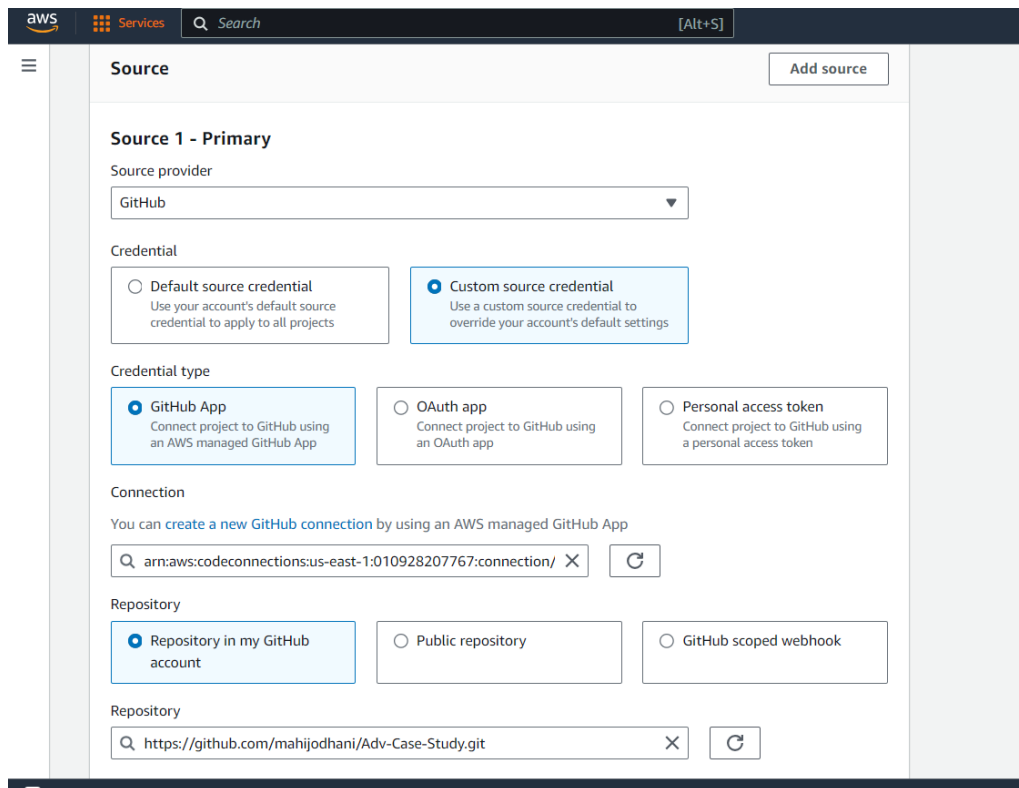 aws
Services
Search
[Alt+S]
Source
Add source
Source 1 - Primary
Source provider
GitHub
Credential
Default source credential
Use your account's default source
credential to apply to all projects
Custom source credential
Use a custom source credential to
override your account's default settings
Credential type
GitHub App
Connect project to GitHub using
an AWS managed GitHub App
OAuth app
Connect project to GitHub using
an OAuth app
Personal access token
Connect project to GitHub using
a personal access token
Connection
You can create a new GitHub connection by using an AWS managed GitHub App
arn:aws:codeconnections:us-east-1:010928207767:connection/
Repository
Repository in my GitHub
account
Public repository
GitHub scoped webhook
Repository
https://github.com/mahijodhani/Adv-Case-Study.git